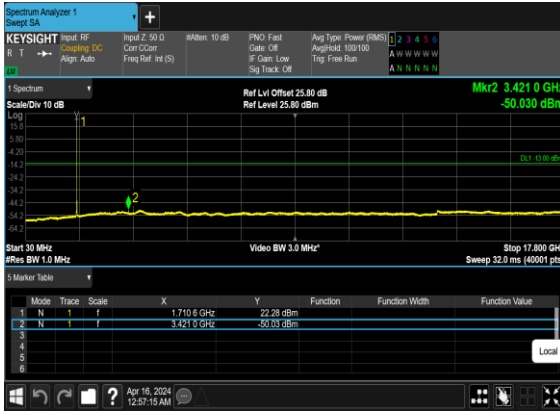 Spectrum Analyzer 1
Swept SA
+
KEYSIGHT Input: RF Input Z: 50 Ω #Atten: 10 dB PNO: Fast Avg Type: Power (RMS) 1 2 3 4 5 6
R T Coupling: DC Corr CCorr Gate: Off Avg|Hold: 100/100 A W W W W W
Align: Auto Freq Ref: Int (S) IF Gain: Low Trig: Free Run
Sig Track: Off A N N N N N
1 Spectrum
Ref Lvl Offset 25.80 dB Mkr2 3.421 0 GHz
Scale/Div 10 dB Ref Level 25.80 dBm -50.030 dBm
Log
15.8
5.80
-4.20
-14.2
-24.2
-34.2
-44.2
-54.2
-64.2
1
DL1 -13.00 dBm
2
Start 30 MHz Video BW 3.0 MHz* Stop 17.800 GH
#Res BW 1.0 MHz Sweep 32.0 ms (40001 pts
5 Marker Table
Mode Trace Scale X Y Function Function Width Function Value
1 N 1 f 1.710 6 GHz 22.28 dBm
2 N 1 f 3.421 0 GHz -50.03 dBm
3
4
5
6
Local
?
Apr 16, 2024
12:57:15 AM